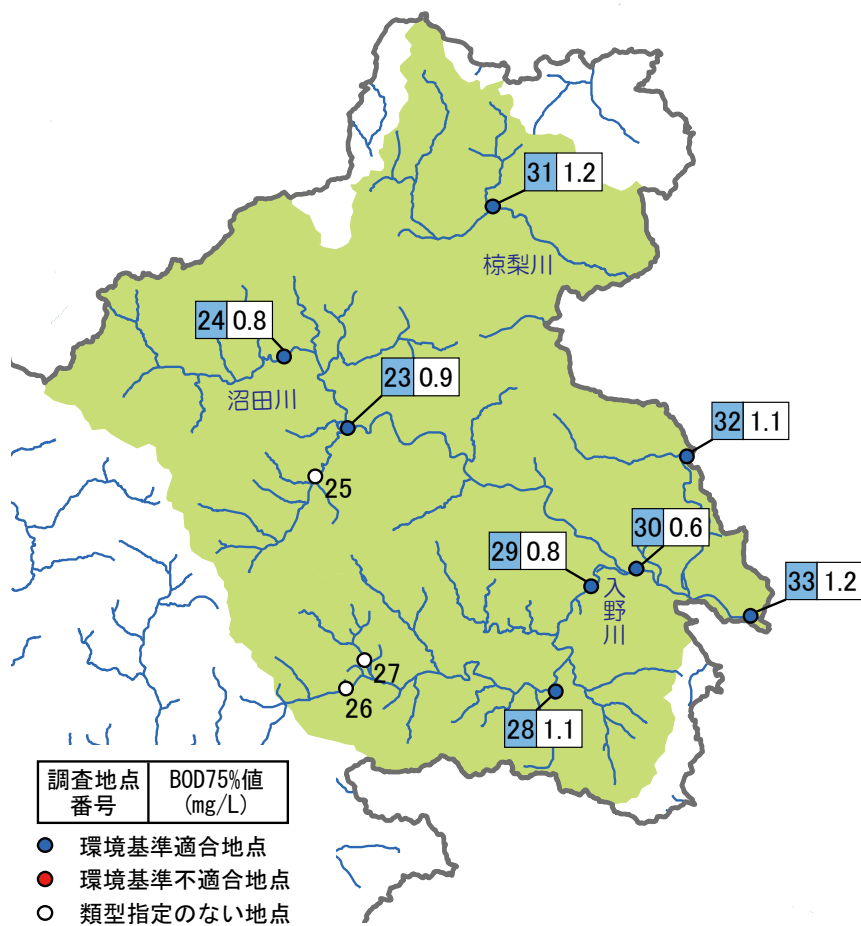 31 1.2
椋梨川
24 0.8
沼田川
23 0.9
25
32 1.1
30 0.6
29 0.8
入野川
33 1.2
27
26
28 1.1
調査地点
番号
BOD75%値
(mg/L)
環境基準適合地点
環境基準不適合地点
類型指定のない地点